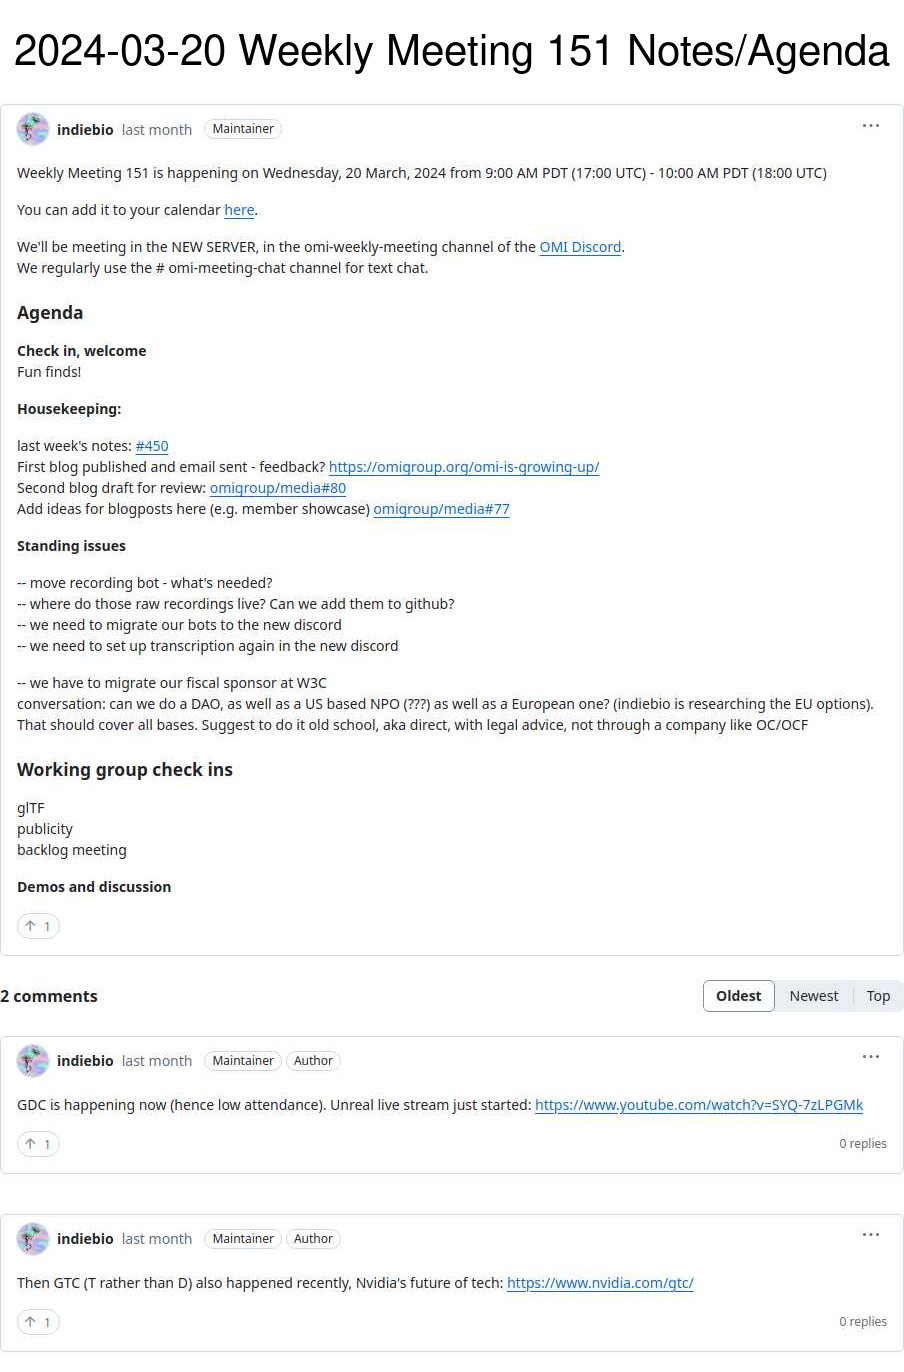 2024-03-20 Weekly Meeting 151 Notes/Agenda
indiebio last month Maintainer
Weekly Meeting 151 is happening on Wednesday, 20 March, 2024 from 9:00 AM PDT (17:00 UTC) - 10:00 AM PDT (18:00 UTC)
You can add it to your calendar here.
We'll be meeting in the NEW SERVER, in the omi-weekly-meeting channel of the OMI Discord.
We regularly use the # omi-meeting-chat channel for text chat.
Agenda
Check in, welcome
Fun finds!
Housekeeping:
last week's notes: #450
First blog published and email sent - feedback? https://omigroup.org/omi-is-growing-up/
Second blog draft for review: omigroup/media#80
Add ideas for blogposts here (e.g. member showcase) omigroup/media#77
Standing issues
-- move recording bot - what's needed?
-- where do those raw recordings live? Can we add them to github?
-- we need to migrate our bots to the new discord
-- we need to set up transcription again in the new discord
-- we have to migrate our fiscal sponsor at W3C
conversation: can we do a DAO, as well as a US based NPO (???) as well as a European one? (indiebio is researching the EU options).
That should cover all bases. Suggest to do it old school, aka direct, with legal advice, not through a company like OC/OCF
Working group check ins
glTF
publicity
backlog meeting
Demos and discussion
↑ 1
2 comments
Oldest Newest Top
indiebio last month Maintainer Author
GDC is happening now (hence low attendance). Unreal live stream just started: https://www.youtube.com/watch?v=SYQ-7zLPGMk
↑ 1 0 replies
indiebio last month Maintainer Author
Then GTC (T rather than D) also happened recently, Nvidia's future of tech: https://www.nvidia.com/gtc/
↑ 1 0 replies